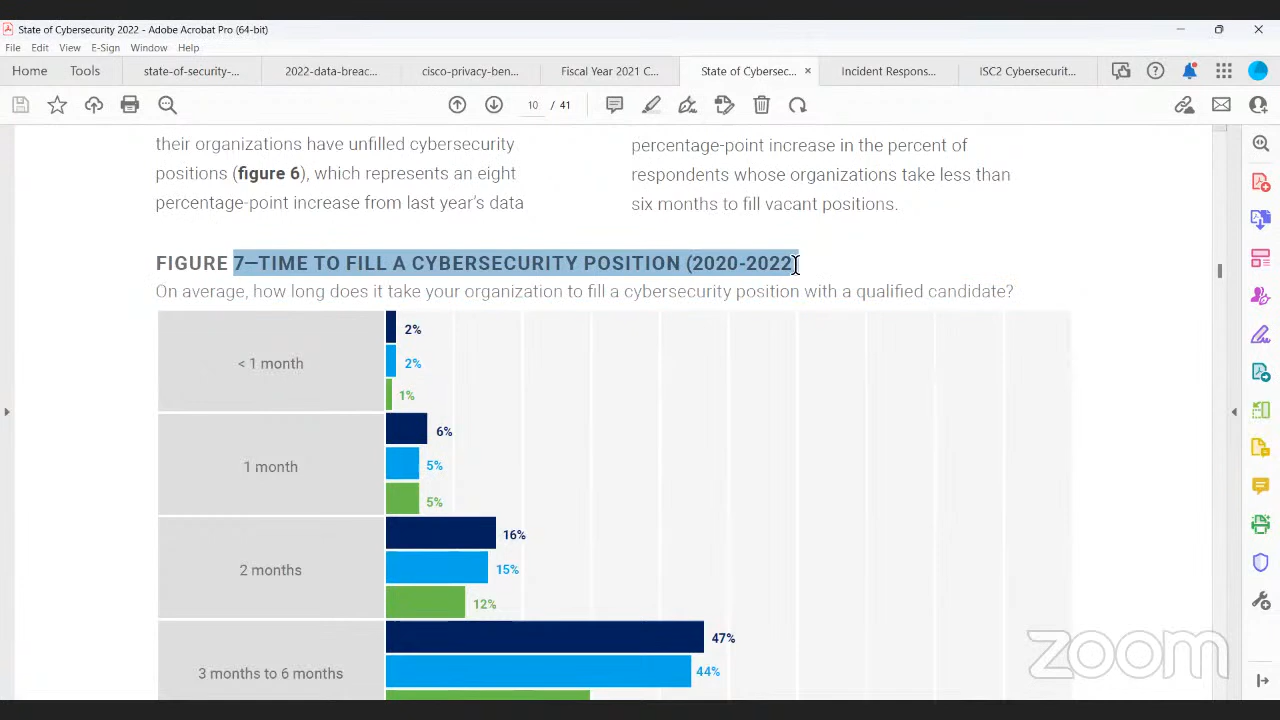 State of Cybersecurity 2022 - Adobe Acrobat Pro (64-bit)
File Edit View E-Sign Window Help
Home Tools state-of-security-... 2022-data-breac... cisco-privacy-ben... Fiscal Year 2021 C... State of Cybersec... × Incident Respons... ISC2 Cybersecurit...
10 / 41
their organizations have unfilled cybersecurity
positions (figure 6), which represents an eight
percentage-point increase from last year's data
percentage-point increase in the percent of
respondents whose organizations take less than
six months to fill vacant positions.
FIGURE 7—TIME TO FILL A CYBERSECURITY POSITION (2020-2022)
On average, how long does it take your organization to fill a cybersecurity position with a qualified candidate?
< 1 month
2%
2%
1%
1 month
6%
5%
5%
2 months
16%
15%
12%
3 months to 6 months
47%
44%
zoom